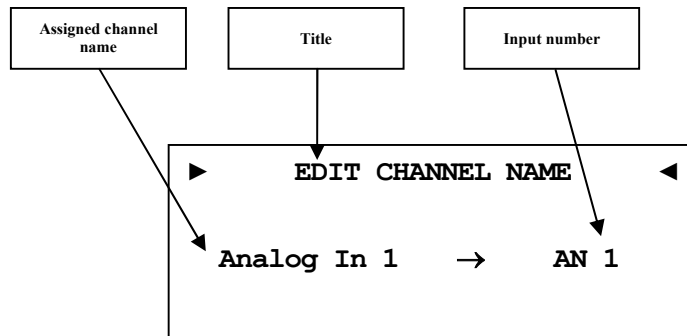 Assigned channel
name
Title
Input number
► EDIT CHANNEL NAME ◄
Analog In 1 → AN 1